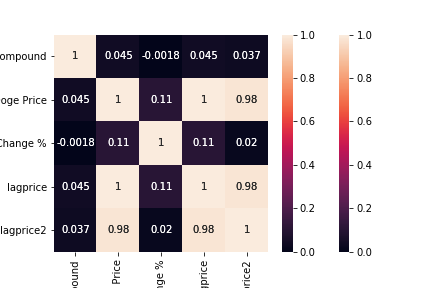 ompound 1 0.045 -0.0018 0.045 0.037
oge Price 0.045 1 0.11 1 0.98
Change % -0.0018 0.11 1 0.11 0.02
lagprice 0.045 1 0.11 1 0.98
lagprice2 0.037 0.98 0.02 0.98 1
ound
Price
ge %
gprice
rice2
1.0
0.8
0.6
0.4
0.2
0.0
1.0
0.8
0.6
0.4
0.2
0.0